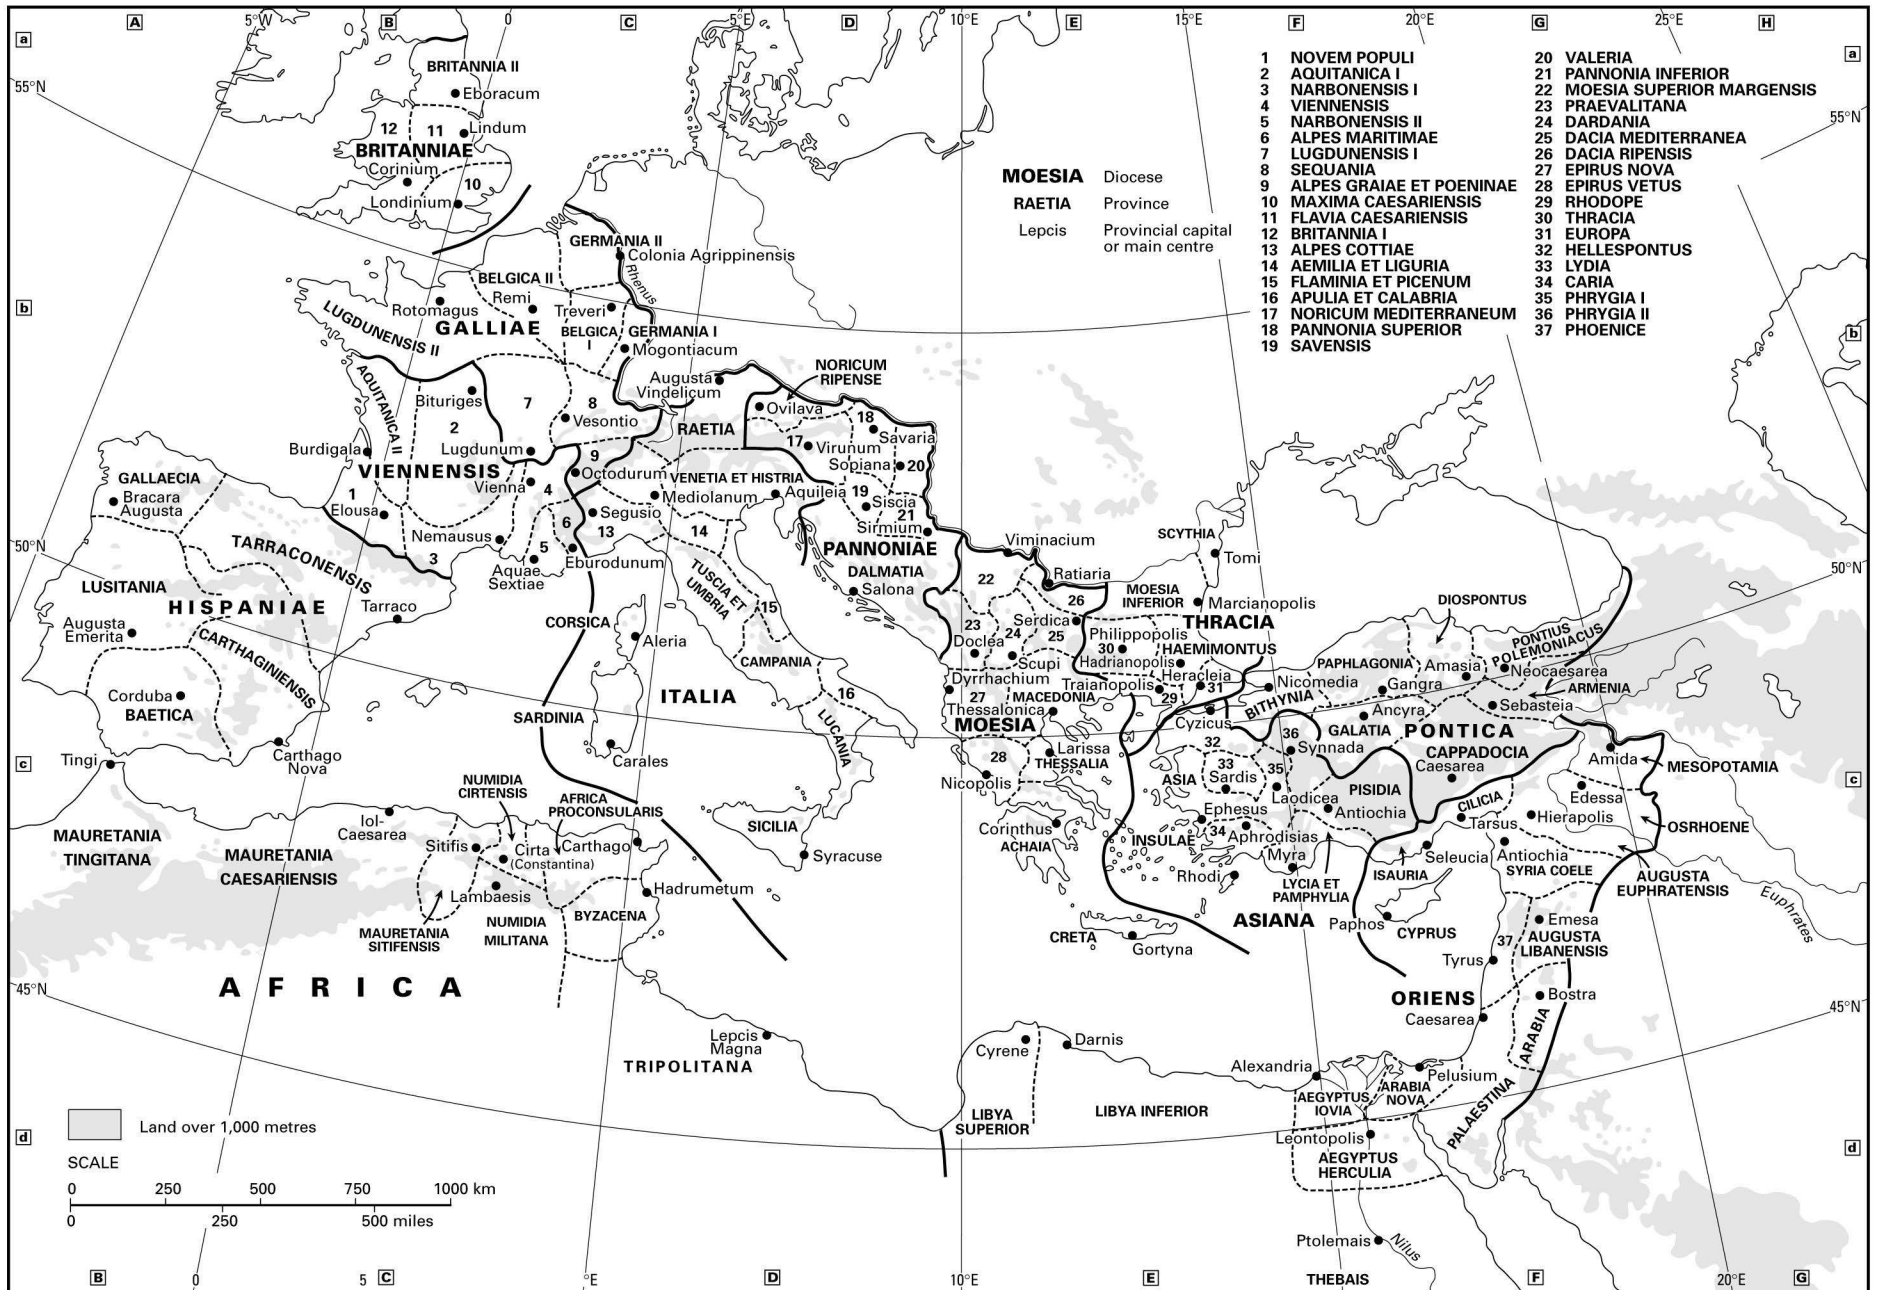 A
5°W
B
0
C
5°E
D
10°E
E
15°E
F
20°E
G
25°E
H
a
a
55°N
55°N
b
b
50°N
50°N
c
c
45°N
45°N
d
d
1 NOVEM POPULI
2 AQUITANICA I
3 NARBONENSIS I
4 VIENNENSIS
5 NARBONENSIS II
6 ALPES MARITIMAE
7 LUGDUNENSIS I
8 SEQUANIA
9 ALPES GRAIAE ET POENINAE
10 MAXIMA CAESARIENSIS
11 FLAVIA CAESARIENSIS
12 BRITANNIA I
13 ALPES COTTIAE
14 AEMILIA ET LIGURIA
15 FLAMINIA ET PICENUM
16 APULIA ET CALABRIA
17 NORICUM MEDITERRANEUM
18 PANNONIA SUPERIOR
19 SAVENSIS
20 VALERIA
21 PANNONIA INFERIOR
22 MOESIA SUPERIOR MARGENSIS
23 PRAEVALITANA
24 DARDANIA
25 DACIA MEDITERRANEA
26 DACIA RIPENSIS
27 EPIRUS NOVA
28 EPIRUS VETUS
29 RHODOPE
30 THRACIA
31 EUROPA
32 HELLESPONTUS
33 LYDIA
34 CARIA
35 PHRYGIA I
36 PHRYGIA II
37 PHOENICE
MOESIA Diocese
RAETIA Province
Lepcis Provincial capital
or main centre
BRITANNIA II
Eboracum
12
11
Lindum
BRITANNIAE
Corinium
10
Londinium
GERMANIA II
Colonia Agrippinensis
Rhenus
BELGICA II
Remi
Rotomagus
Treveri
GALLIAE
BELGICA
I
GERMANIA I
Mogontiacum
LUGDUNENSIS II
AQUITANICA II
Bituriges
7
8
Vesontio
2
Burdigala
Lugdunum
VIENNENSIS
9
Octodurum
Vienna
4
1
Elousa
Segusio
6
13
Nemausus
5
3
Aquae
Sextiae
Eburodunum
Augusta
Vindelicum
NORICUM
RIPENSE
Ovilava
RAETIA
18
17
Virunum
Savaria
Sopiana
20
VENETIA ET HISTRIA
Mediolanum
Aquileia
19
Siscia
21
Sirmium
14
PANNONIAE
DALMATIA
Salona
TUSCIA ET
UMBRIA
15
CORSICA
Aleria
CAMPANIA
ITALIA
16
LUCANIA
SARDINIA
Carales
SICILIA
Syracuse
GALLAECIA
Bracara
Augusta
TARRACONENSIS
LUSITANIA
HISPANIAE
Tarraco
Augusta
Emerita
CARTHAGINIENSIS
Corduba
BAETICA
Carthago
Nova
Tingi
MAURETANIA
TINGITANA
Iol-
Caesarea
MAURETANIA
CAESARIENSIS
NUMIDIA
CIRTENSIS
AFRICA
PROCONSULARIS
Sitifis
Cirta
(Constantina)
Carthago
Lambaesis
Hadrumetum
MAURETANIA
SITIFENSIS
NUMIDIA
MILITANA
BYZACENA
AFRICA
Lepcis
Magna
TRIPOLITANA
Viminacium
22
Ratiaria
26
23
Serdica
Doclea
24
25
Scupi
Dyrrhachium
27
MACEDONIA
Thessalonica
MOESIA
28
Larissa
THESSALIA
Nicopolis
Corinthus
ACHAIA
CRETA
Gortyna
SCYTHIA
Tomi
MOESIA
INFERIOR
Marcianopolis
THRACIA
Philippopolis
30
HAEMIMONTUS
Hadrianopolis
Heracleia
Traianopolis
29
31
Cyzicus
BITHYNIA
Nicomedia
32
36
Synnada
33
Sardis
35
ASIA
Laodicea
Ephesus
34
Aphrodisias
INSULAE
Myra
Rhodi
LYCIA ET
PAMPHYLIA
ASIANA
PISIDIA
Antiochia
DIOSPONTUS
PONTIUS
POLEMONIACUS
PAPHLAGONIA
Amasia
Neocaesarea
Gangra
ARMENIA
Ancyra
Sebasteia
GALATIA
PONTICA
CAPPADOCIA
Caesarea
Amida
MESOPOTAMIA
CILICIA
Edessa
Tarsus
Hierapolis
OSRHOENE
Seleucia
Antiochia
SYRIA COELE
ISAURIA
AUGUSTA
EUPHRATENSIS
Euphrates
Paphos
CYPRUS
Emesa
37
AUGUSTA
LIBANENSIS
Tyrus
ORIENS
Bostra
Caesarea
ARABIA
PALAESTINA
Cyrene
Darnis
LIBYA
SUPERIOR
LIBYA INFERIOR
Alexandria
Pelusium
AEGYPTUS
IOVIA
ARABIA
NOVA
Leontopolis
AEGYPTUS
HERCULIA
Ptolemais
Nilus
THEBAIS
Land over 1,000 metres
SCALE
0 250 500 750 1000 km
0 250 500 miles
B
0
5
C
°E
D
10°E
E
F
20°E
G